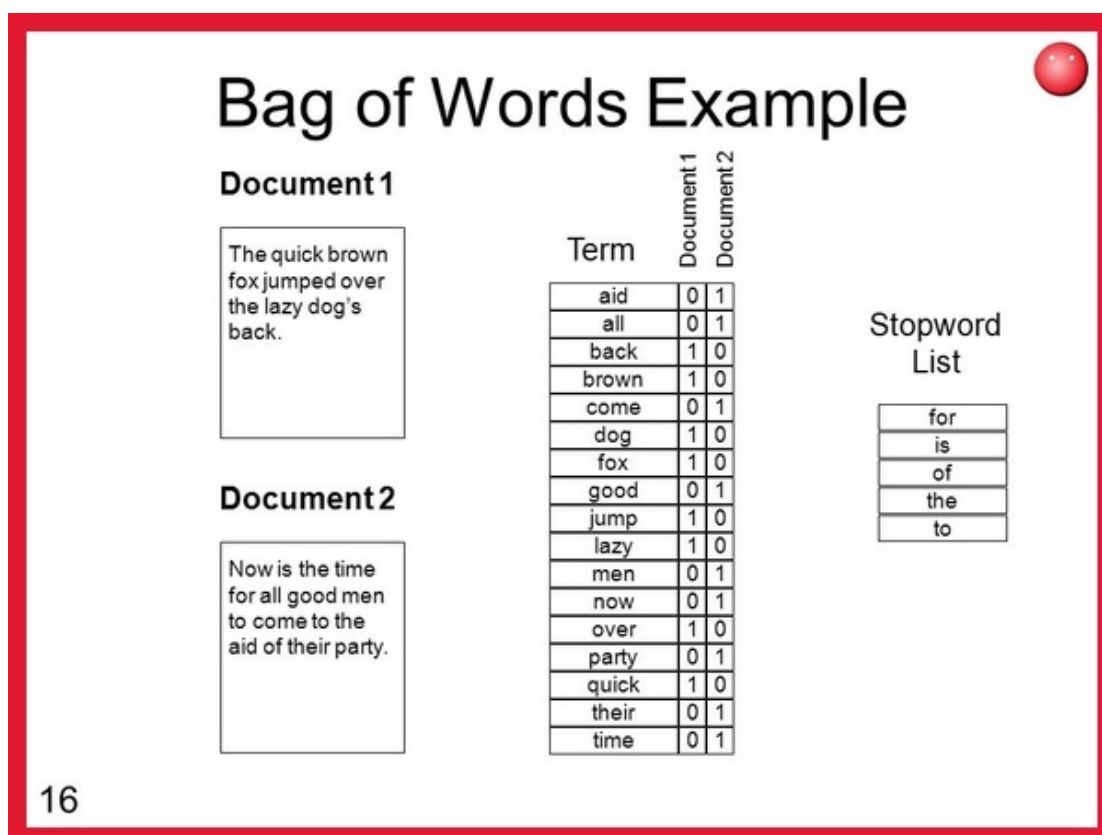 Bag of Words Example
Document 1
The quick brown
fox jumped over
the lazy dog's
back.
Document 2
Now is the time
for all good men
to come to the
aid of their party.
Term Document 1 Document 2
aid 0 1
all 0 1
back 1 0
brown 1 0
come 0 1
dog 1 0
fox 1 0
good 0 1
jump 1 0
lazy 1 0
men 0 1
now 0 1
over 1 0
party 0 1
quick 1 0
their 0 1
time 0 1
Stopword
List
for
is
of
the
to
16